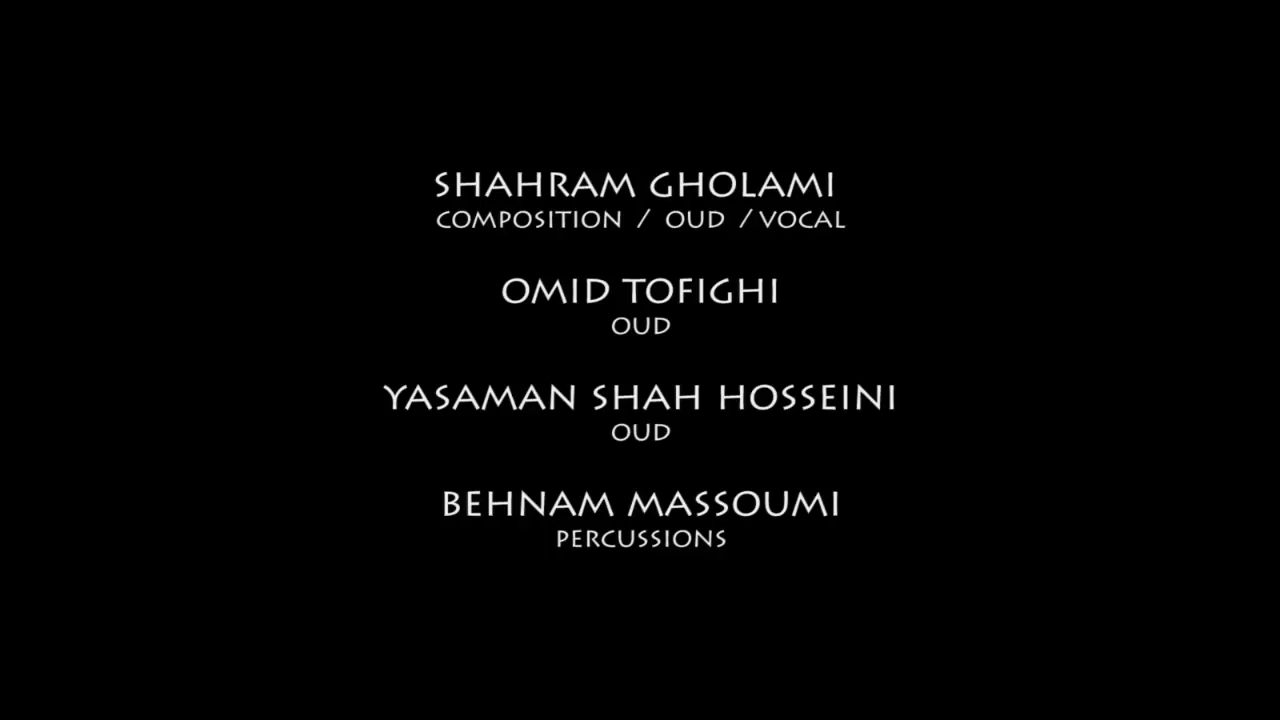 SHAHRAM GHOLAMI
COMPOSITION / OUD / VOCAL
OMID TOFIGHI
OUD
YASAMAN SHAH HOSSEINI
OUD
BEHNAM MASSOUMI
PERCUSSIONS